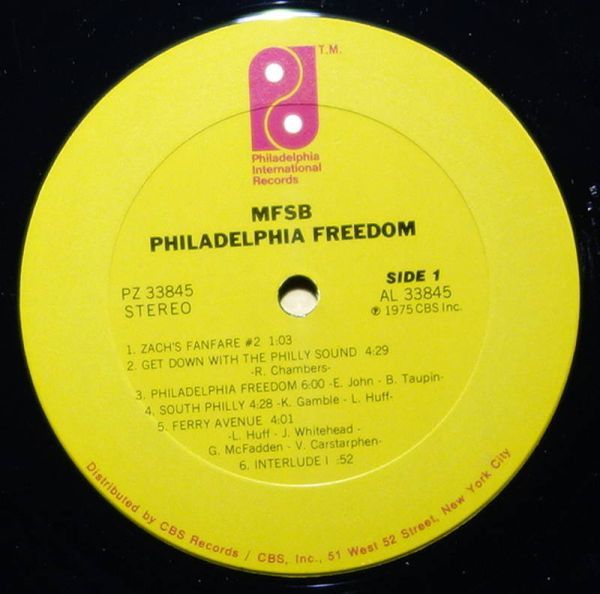 T.M.
Philadelphia
International
Records
MFSB
PHILADELPHIA FREEDOM
PZ 33845
STEREO
SIDE 1
AL 33845
℗ 1975 CBS Inc.
1. ZACH'S FANFARE #2 1:03
2. GET DOWN WITH THE PHILLY SOUND 4:29
-R. Chambers-
3. PHILADELPHIA FREEDOM 6:00 -E. John - B. Taupin-
4. SOUTH PHILLY 4:28 -K. Gamble - L. Huff-
5. FERRY AVENUE 4:01
-L. Huff - J. Whitehead -
G. McFadden - V. Carstarphen-
6. INTERLUDE I :52
Distributed by CBS Records / CBS, Inc., 51 West 52 Street, New York City